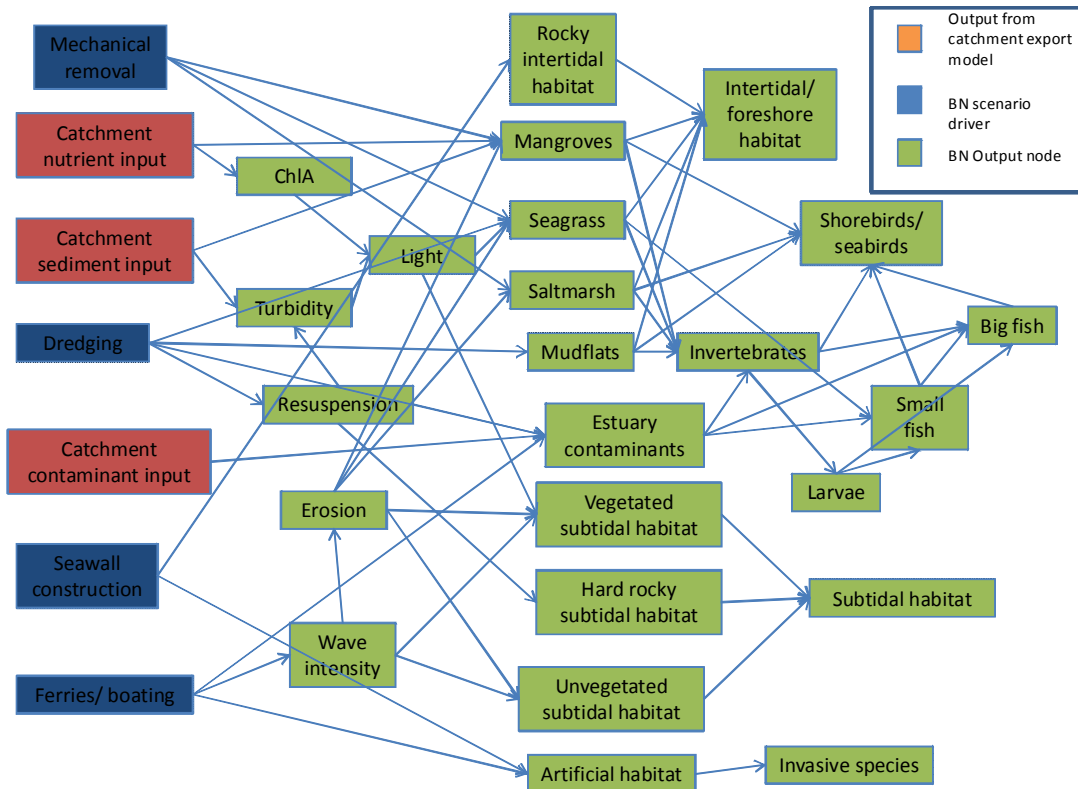 Mechanical
removal
Catchment
nutrient input
Catchment
sediment input
Dredging
Catchment
contaminant input
Seawall
construction
Ferries/ boating
ChlA
Turbidity
Light
Resuspension
Erosion
Wave
intensity
Rocky
intertidal
habitat
Mangroves
Seagrass
Saltmarsh
Mudflats
Estuary
contaminants
Vegetated
subtidal habitat
Hard rocky
subtidal habitat
Unvegetated
subtidal habitat
Artificial habitat
Intertidal/
foreshore
habitat
Shorebirds/
seabirds
Invertebrates
Big fish
Small
fish
Larvae
Subtidal habitat
Invasive species
Output from
catchment export
model
BN scenario
driver
BN Output node